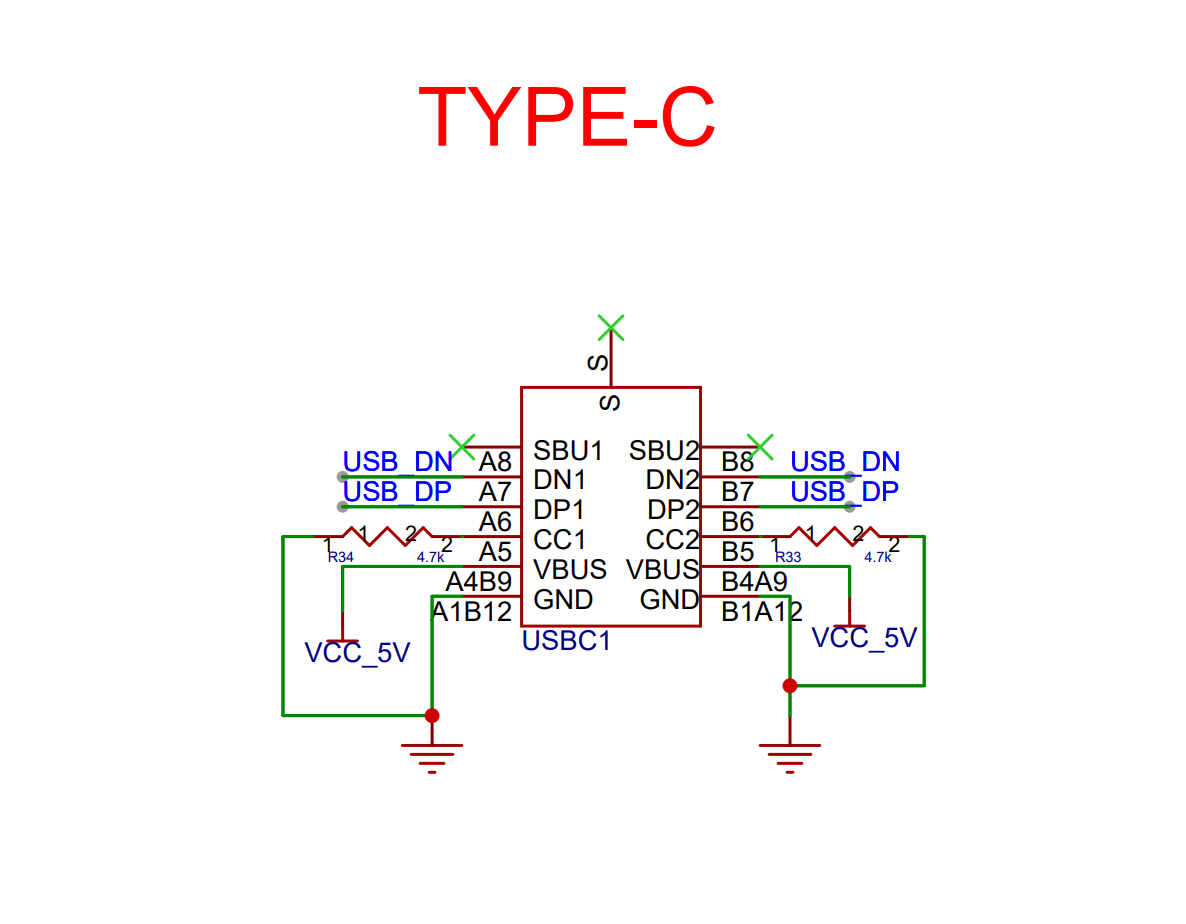 TYPE-C
S
S
SBU1 SBU2
USB_DN A8 B8 USB_DN
DN1 DN2
USB_DP A7 B7 USB_DP
DP1 DP2
A6 B6
1 1 2 2 CC1 CC2 1 1 2 2
R34 4.7k A5 B5 R33 4.7k
VBUS VBUS
A4B9 B4A9
GND GND
A1B12 B1A12
USBC1
VCC_5V VCC_5V